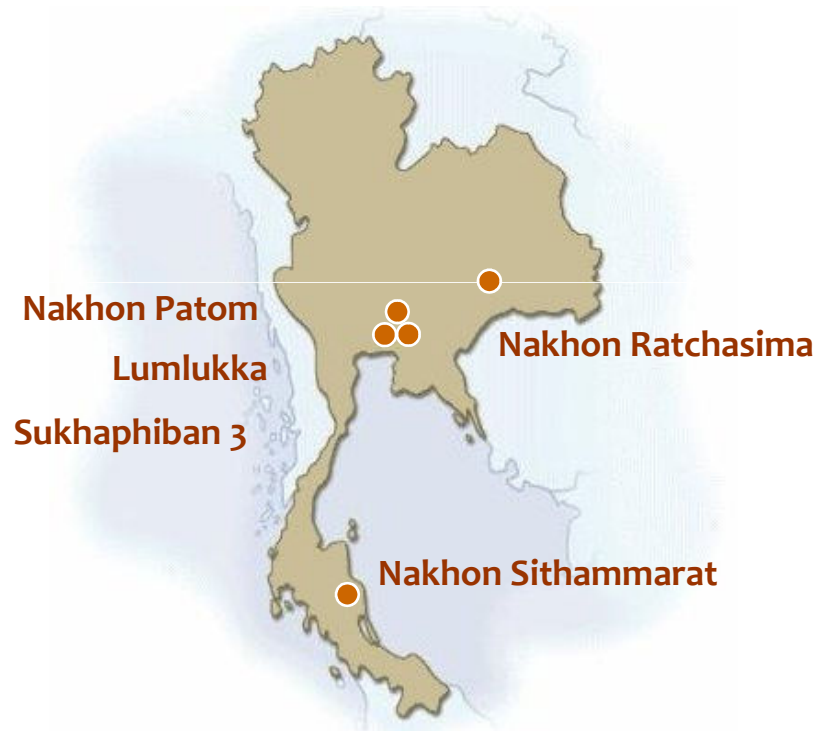 Nakhon Patom
Lumlukka
Sukhaphiban 3
Nakhon Ratchasima
Nakhon Sithammarat